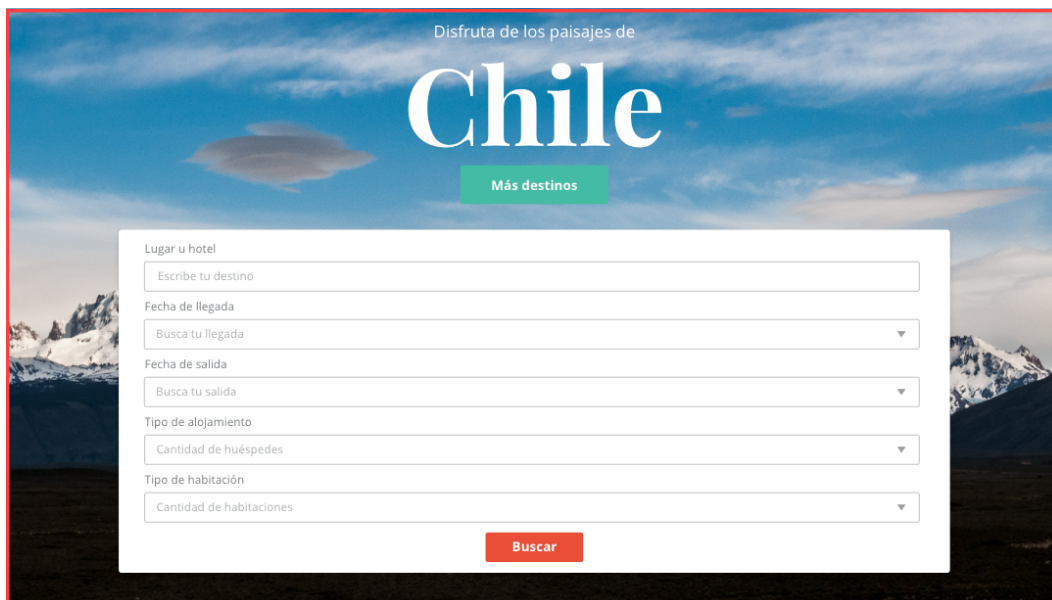 Disfruta de los paisajes de
Chile
Más destinos
Lugar u hotel
Escribe tu destino
Fecha de llegada
Busca tu llegada
Fecha de salida
Busca tu salida
Tipo de alojamiento
Cantidad de huéspedes
Tipo de habitación
Cantidad de habitaciones
Buscar